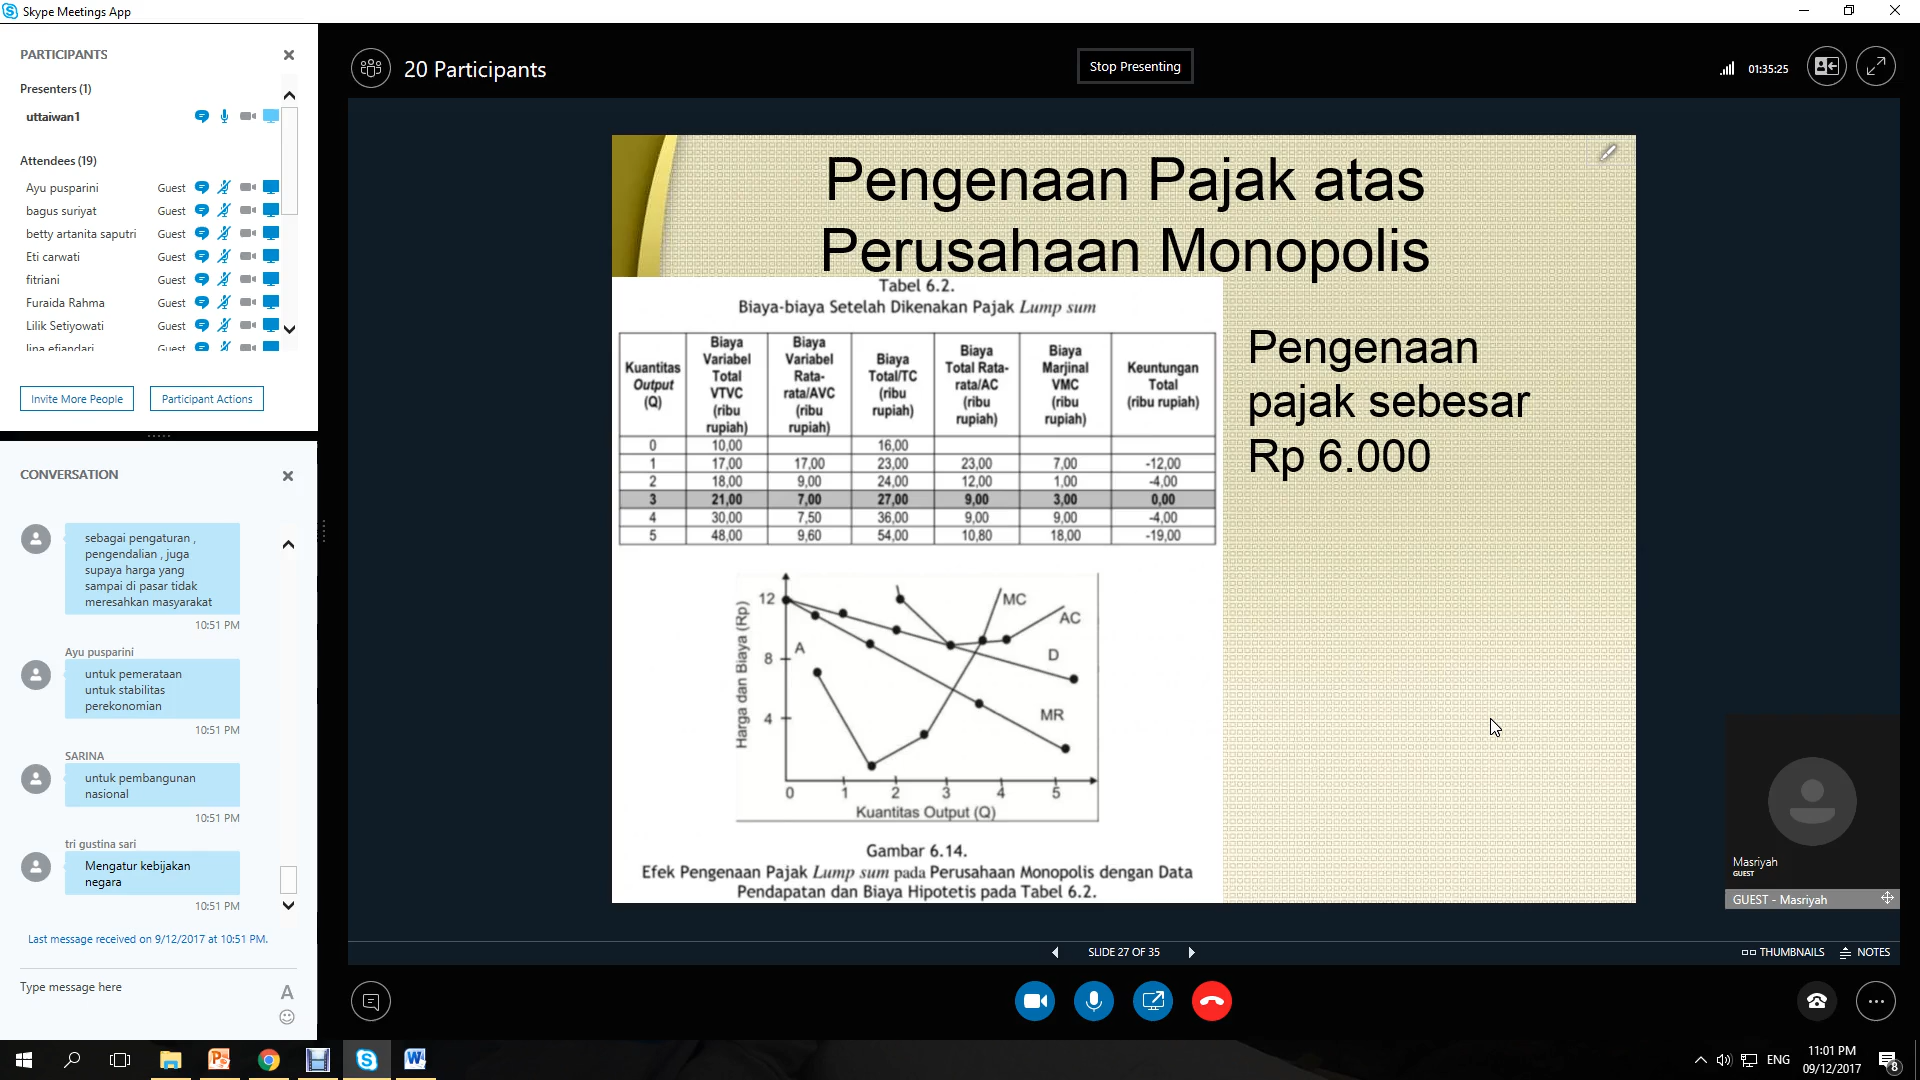 Skype Meetings App
PARTICIPANTS
Presenters (1)
uttaiwan1
Attendees (19)
Ayu pusparini Guest
bagus suriyat Guest
betty artanita saputri Guest
Eti carwati Guest
fitriani Guest
Furaida Rahma Guest
Lilik Setiyowati Guest
lina efiandari Guest
Invite More People
Participant Actions
CONVERSATION
sebagai pengaturan ,
pengendalian , juga
supaya harga yang
sampai di pasar tidak
meresahkan masyarakat
10:51 PM
Ayu pusparini
untuk pemerataan
untuk stabilitas
perekonomian
10:51 PM
SARINA
untuk pembangunan
nasional
10:51 PM
tri gustina sari
Mengatur kebijakan
negara
10:51 PM
Last message received on 9/12/2017 at 10:51 PM.
Type message here
A
20 Participants
Stop Presenting
01:35:25
Pengenaan Pajak atas
Perusahaan Monopolis
Tabel 6.2.
Biaya-biaya Setelah Dikenakan Pajak Lump sum
Kuantitas
Output
(Q)
Biaya
Variabel
Total
VTVC
(ribu
rupiah)
Biaya
Variabel
Rata-
rata/AVC
(ribu
rupiah)
Biaya
Total/TC
(ribu
rupiah)
Biaya
Total Rata-
rata/AC
(ribu
rupiah)
Biaya
Marjinal
VMC
(ribu
rupiah)
Keuntungan
Total
(ribu rupiah)
0 10,00 16,00
1 17,00 17,00 23,00 23,00 7,00 -12,00
2 18,00 9,00 24,00 12,00 1,00 -4,00
3 21,00 7,00 27,00 9,00 3,00 0,00
4 30,00 7,50 36,00 9,00 9,00 -4,00
5 48,00 9,60 54,00 10,80 18,00 -19,00
Pengenaan
pajak sebesar
Rp 6.000
Harga dan Biaya (Rp)
12
8
4
A
MC
AC
D
MR
0 1 2 3 4 5
Kuantitas Output (Q)
Gambar 6.14.
Efek Pengenaan Pajak Lump sum pada Perusahaan Monopolis dengan Data
Pendapatan dan Biaya Hipotetis pada Tabel 6.2.
Masriyah
GUEST
GUEST - Masriyah
SLIDE 27 OF 35
THUMBNAILS
NOTES
ENG
11:01 PM
09/12/2017
8